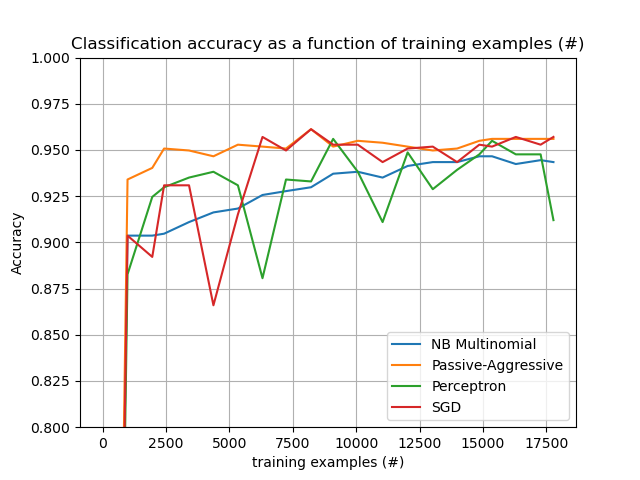 Classification accuracy as a function of training examples (#)
1.000
0.975
0.950
0.925
0.900
0.875
0.850
0.825
0.800
Accuracy
0 2500 5000 7500 10000 12500 15000 17500
training examples (#)
NB Multinomial
Passive-Aggressive
Perceptron
SGD